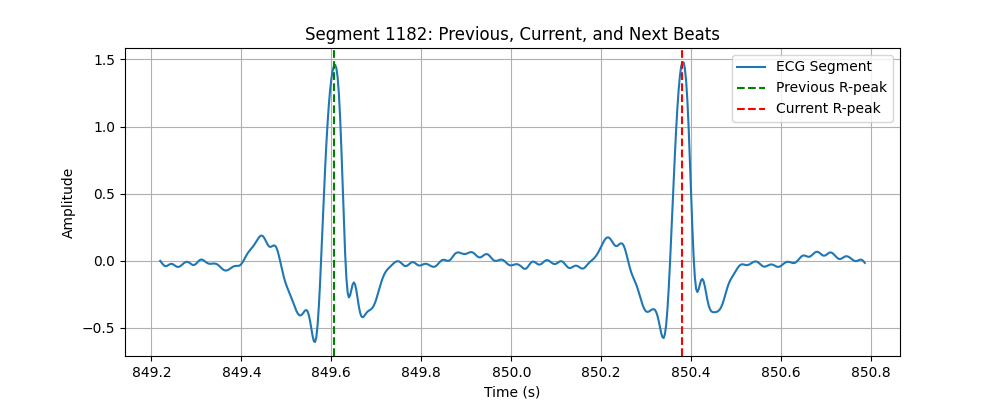 Segment 1182: Previous, Current, and Next Beats
ECG Segment
Previous R-peak
Current R-peak
Amplitude
1.5
1.0
0.5
0.0
−0.5
849.2 849.4 849.6 849.8 850.0 850.2 850.4 850.6 850.8
Time (s)